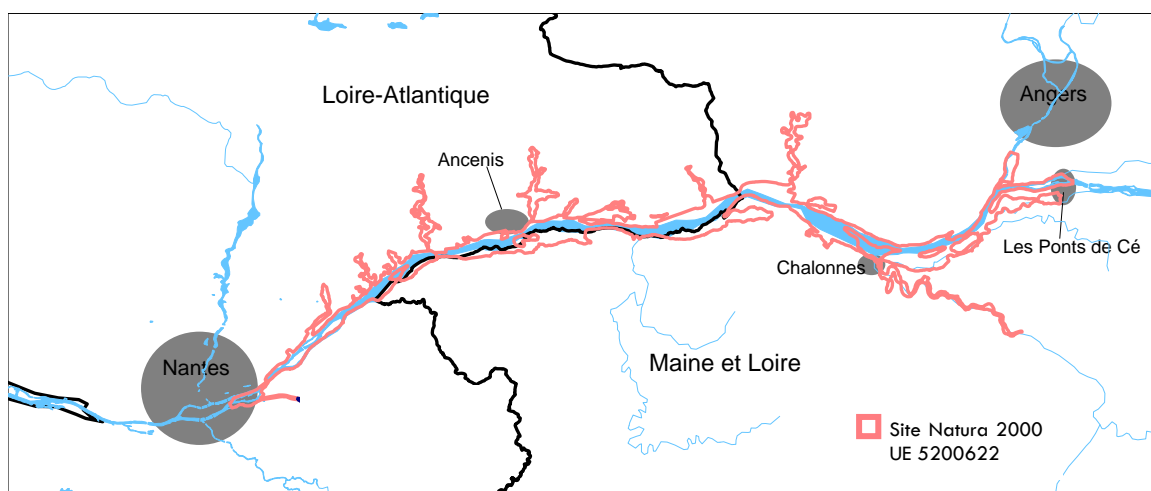 Angers
Loire-Atlantique
Ancenis
Les Ponts de Cé
Chalonnes
Maine et Loire
Nantes
Site Natura 2000
UE 5200622